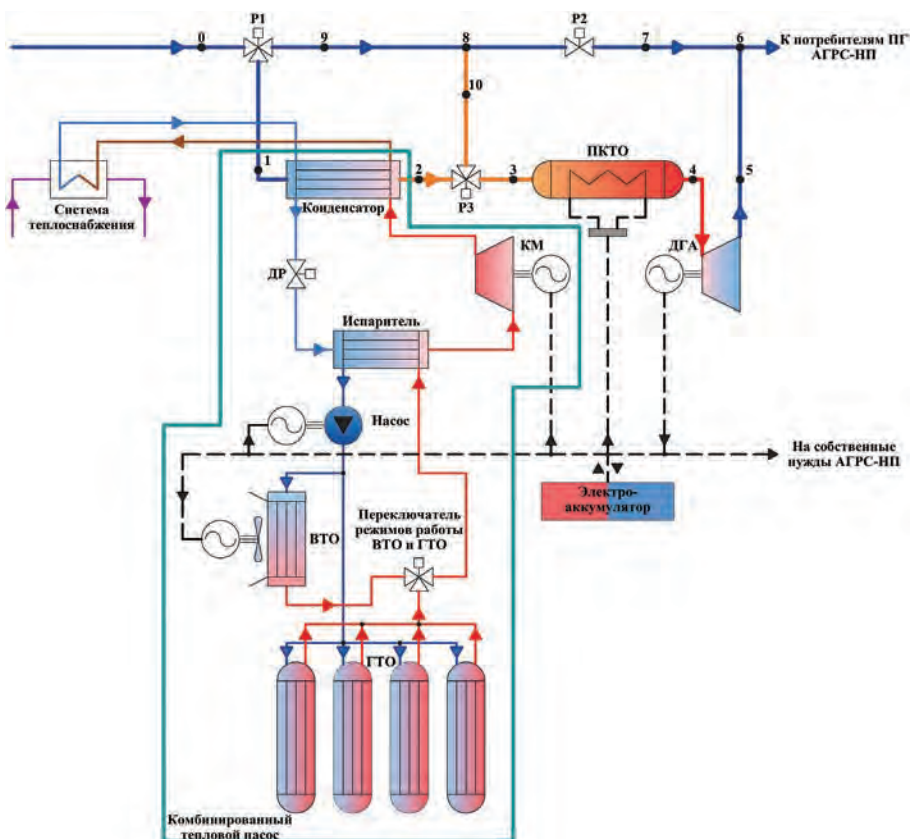 P1
P2
0
9
8
7
6
К потребителям ПГ
АГРС-НП
10
ПКТО
1
2
3
4
5
Конденсатор
P3
Система
теплоснабжения
КМ
ДГА
ДР
Испаритель
Насос
На собственные
нужды АГРС-НП
Электро-
аккумулятор
Переключатель
режимов работы
ВТО и ГТО
ВТО
ГТО
Комбинированный
тепловой насос